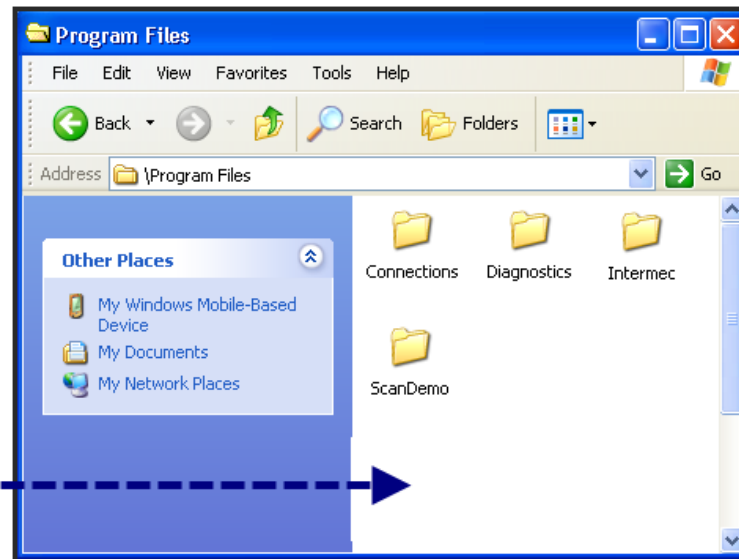 Program Files
File Edit View Favorites Tools Help
Back Search Folders
Address \Program Files Go
Other Places
My Windows Mobile-Based
Device
My Documents
My Network Places
Connections Diagnostics Intermec
ScanDemo